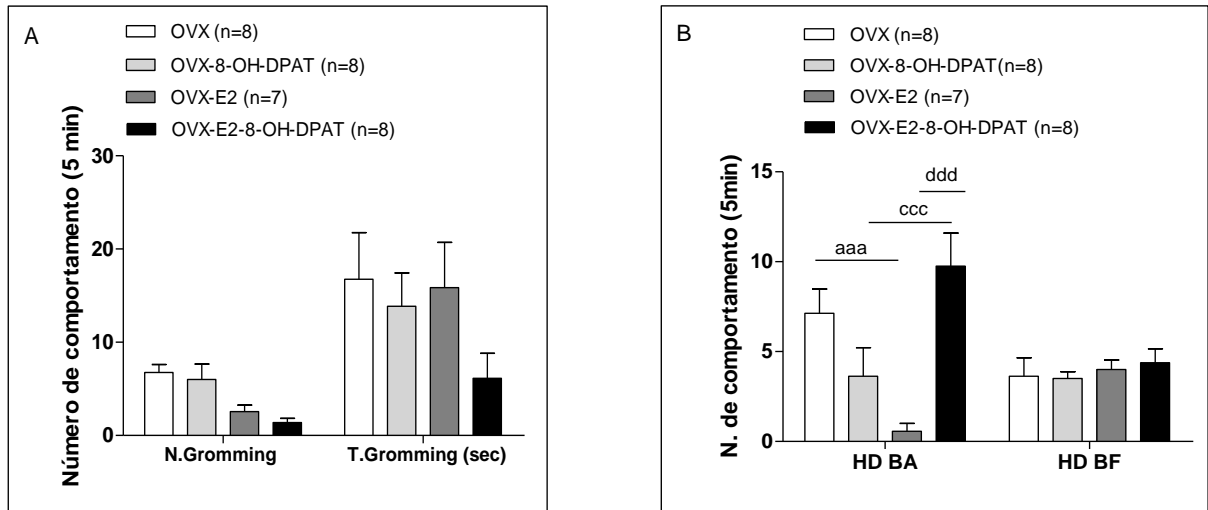 A
OVX (n=8)
OVX-8-OH-DPAT (n=8)
OVX-E2 (n=7)
OVX-E2-8-OH-DPAT (n=8)
Número de comportamento (5 min)
30
20
10
0
N.Gromming
T.Gromming (sec)
B
OVX (n=8)
OVX-8-OH-DPAT(n=8)
OVX-E2 (n=7)
OVX-E2-8-OH-DPAT (n=8)
N. de comportamento (5min)
15
10
5
0
ddd
ccc
aaa
HD BA
HD BF